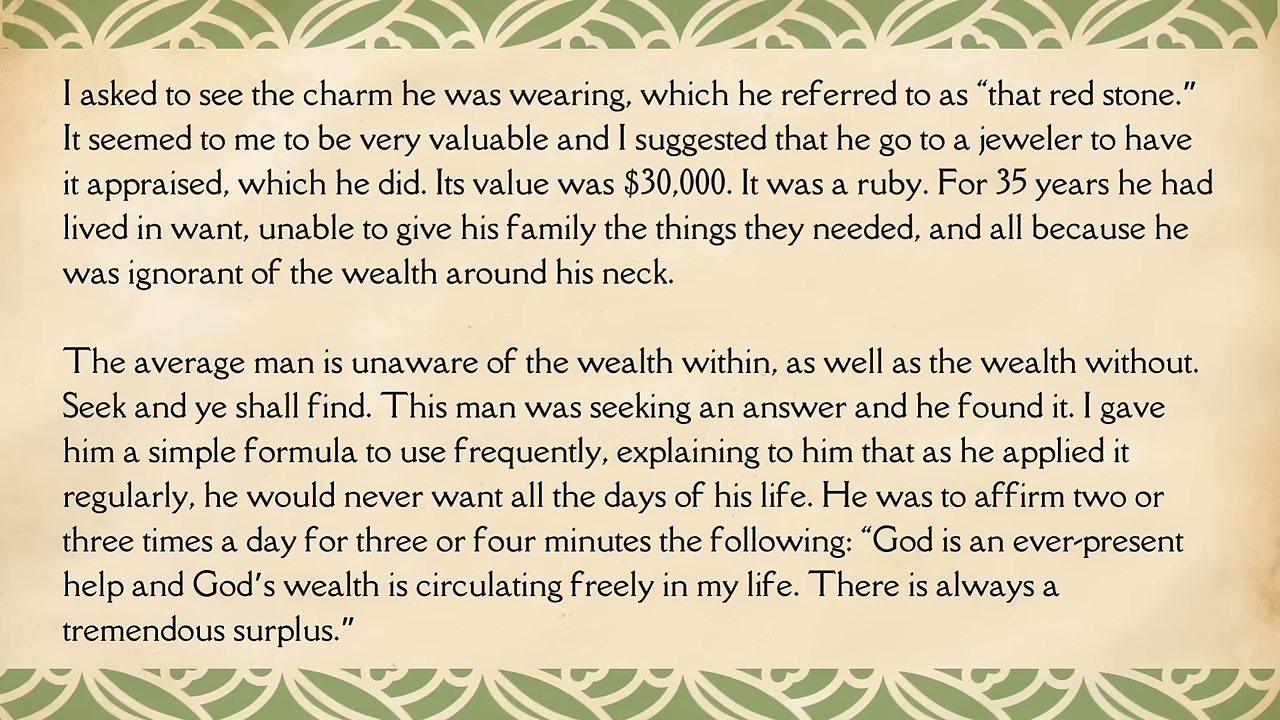 I asked to see the charm he was wearing, which he referred to as “that red stone.”
It seemed to me to be very valuable and I suggested that he go to a jeweler to have
it appraised, which he did. Its value was $30,000. It was a ruby. For 35 years he had
lived in want, unable to give his family the things they needed, and all because he
was ignorant of the wealth around his neck.

The average man is unaware of the wealth within, as well as the wealth without.
Seek and ye shall find. This man was seeking an answer and he found it. I gave
him a simple formula to use frequently, explaining to him that as he applied it
regularly, he would never want all the days of his life. He was to affirm two or
three times a day for three or four minutes the following: “God is an ever-present
help and God's wealth is circulating freely in my life. There is always a
tremendous surplus.”